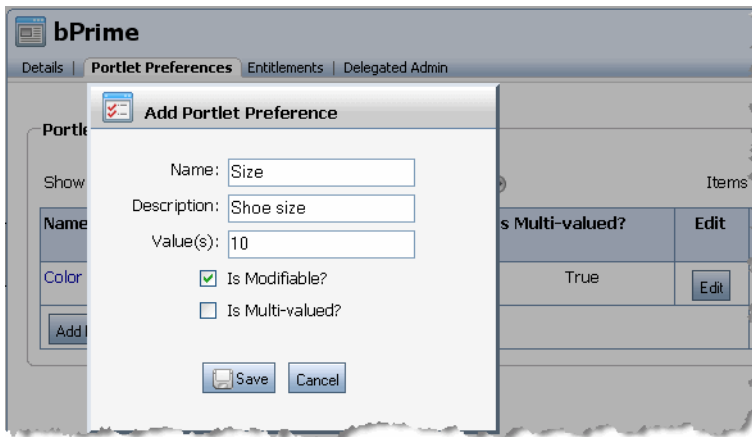 bPrime
Details | Portlet Preferences Entitlements | Delegated Admin
Add Portlet Preference
Name: Size
Description: Shoe size
Value(s): 10
Is Modifiable?
Is Multi-valued?
Save Cancel
Show Items
Name s Multi-valued? Edit
Color True Edit
Add